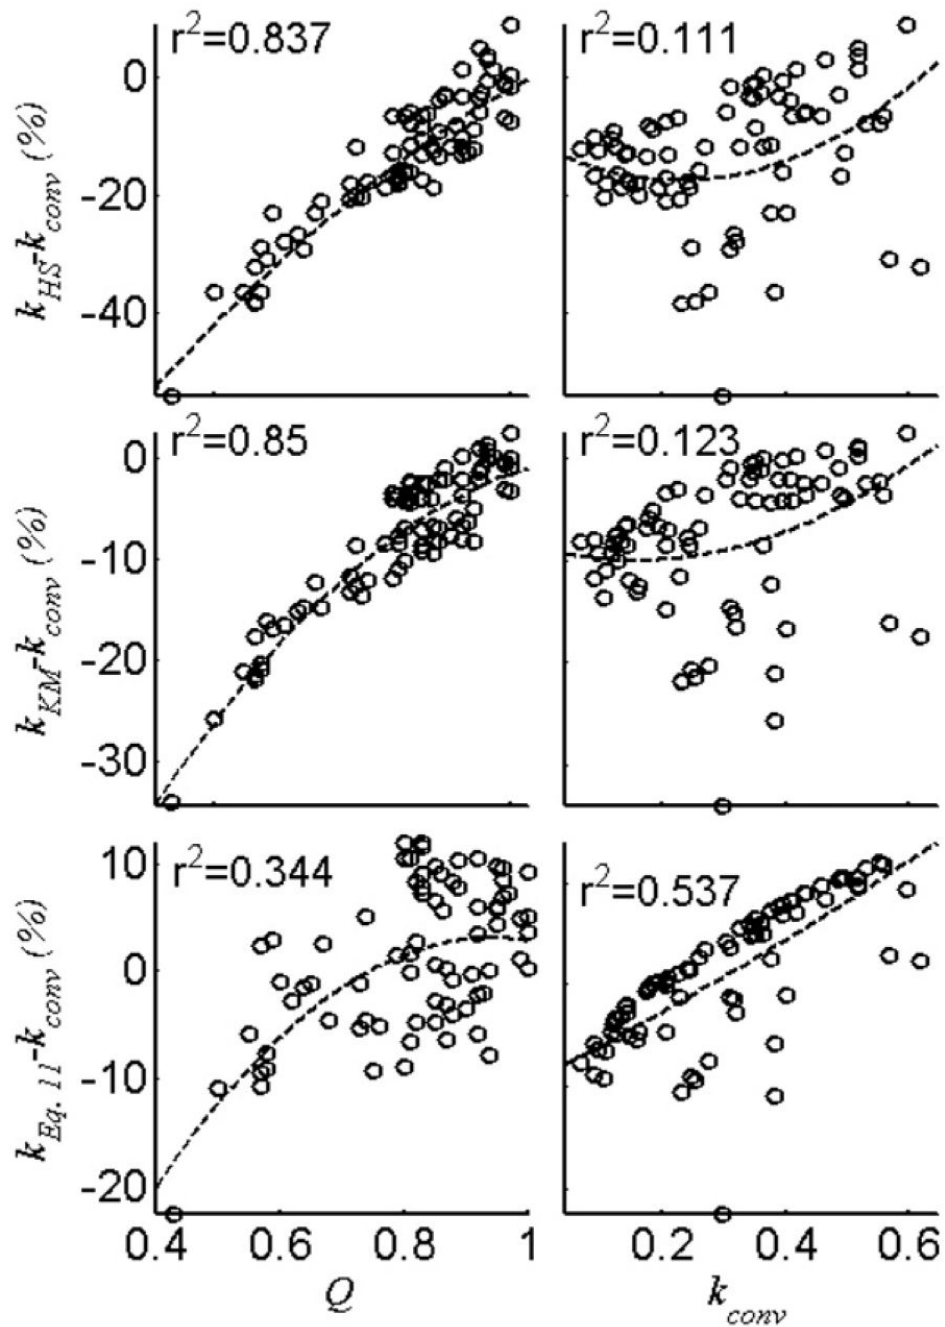 r²=0.837
r²=0.111
0
-20
-40
k_HS-k_conv (%)
r²=0.85
r²=0.123
0
-10
-20
-30
k_KM-k_conv (%)
r²=0.344
r²=0.537
10
0
-10
-20
k_Eq. 11-k_conv (%)
0.4 0.6 0.8 1
0.2 0.4 0.6
Q
k_conv